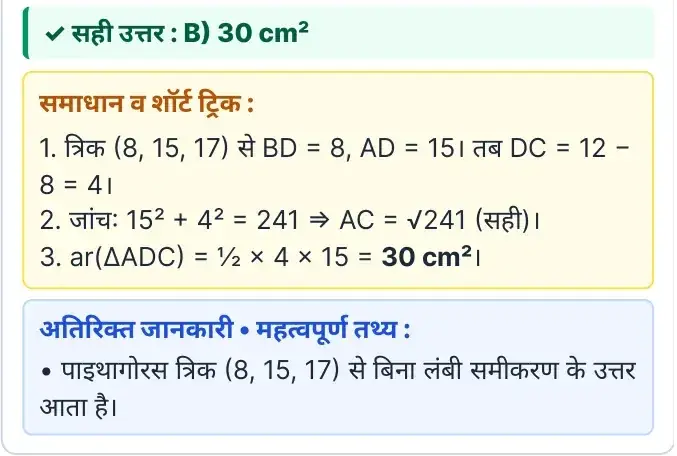 ✓ सही उत्तर : B) 30 cm²
समाधान व शॉर्ट ट्रिक :
1. त्रिक (8, 15, 17) से BD = 8, AD = 15। तब DC = 12 −
8 = 4।
2. जांचः 15² + 4² = 241 ⇒ AC = √241 (सही)।
3. ar(ΔADC) = ½ × 4 × 15 = 30 cm²।
अतिरिक्त जानकारी • महत्वपूर्ण तथ्य :
• पाइथागोरस त्रिक (8, 15, 17) से बिना लंबी समीकरण के उत्तर
आता है।